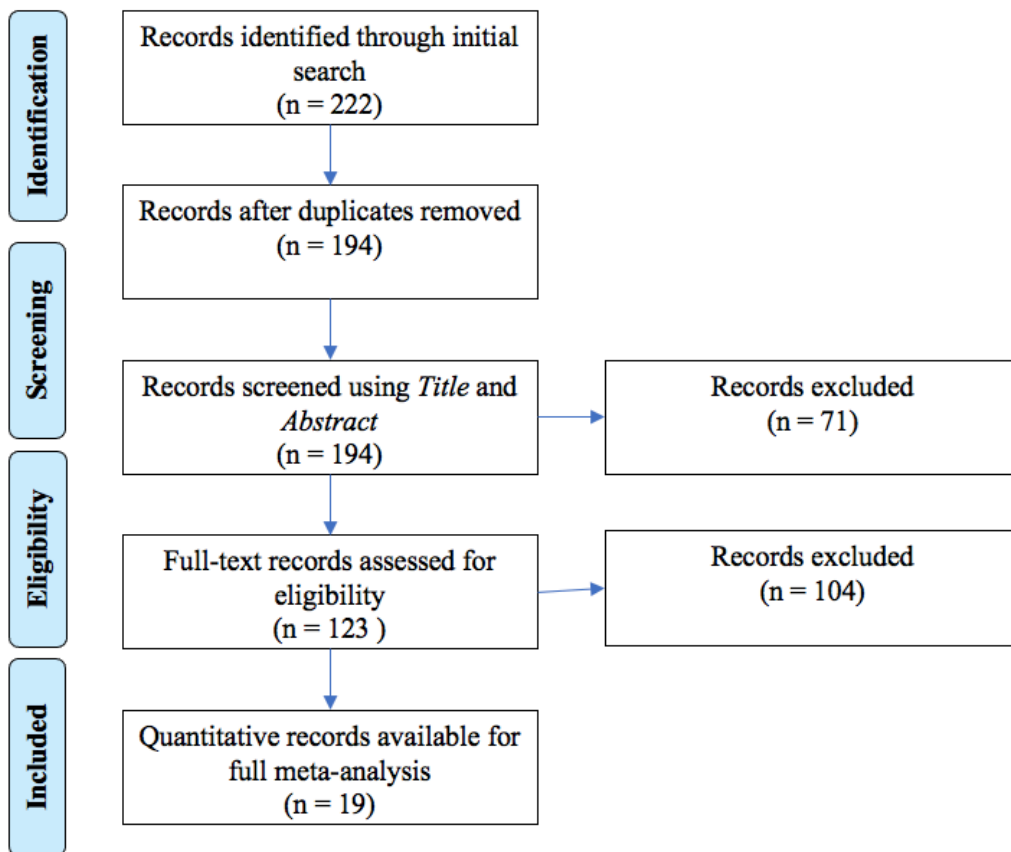 Identification
Records identified through initial
search
(n = 222)
Records after duplicates removed
(n = 194)
Screening
Records screened using Title and
Abstract
(n = 194)
Records excluded
(n = 71)
Eligibility
Full-text records assessed for
eligibility
(n = 123 )
Records excluded
(n = 104)
Included
Quantitative records available for
full meta-analysis
(n = 19)